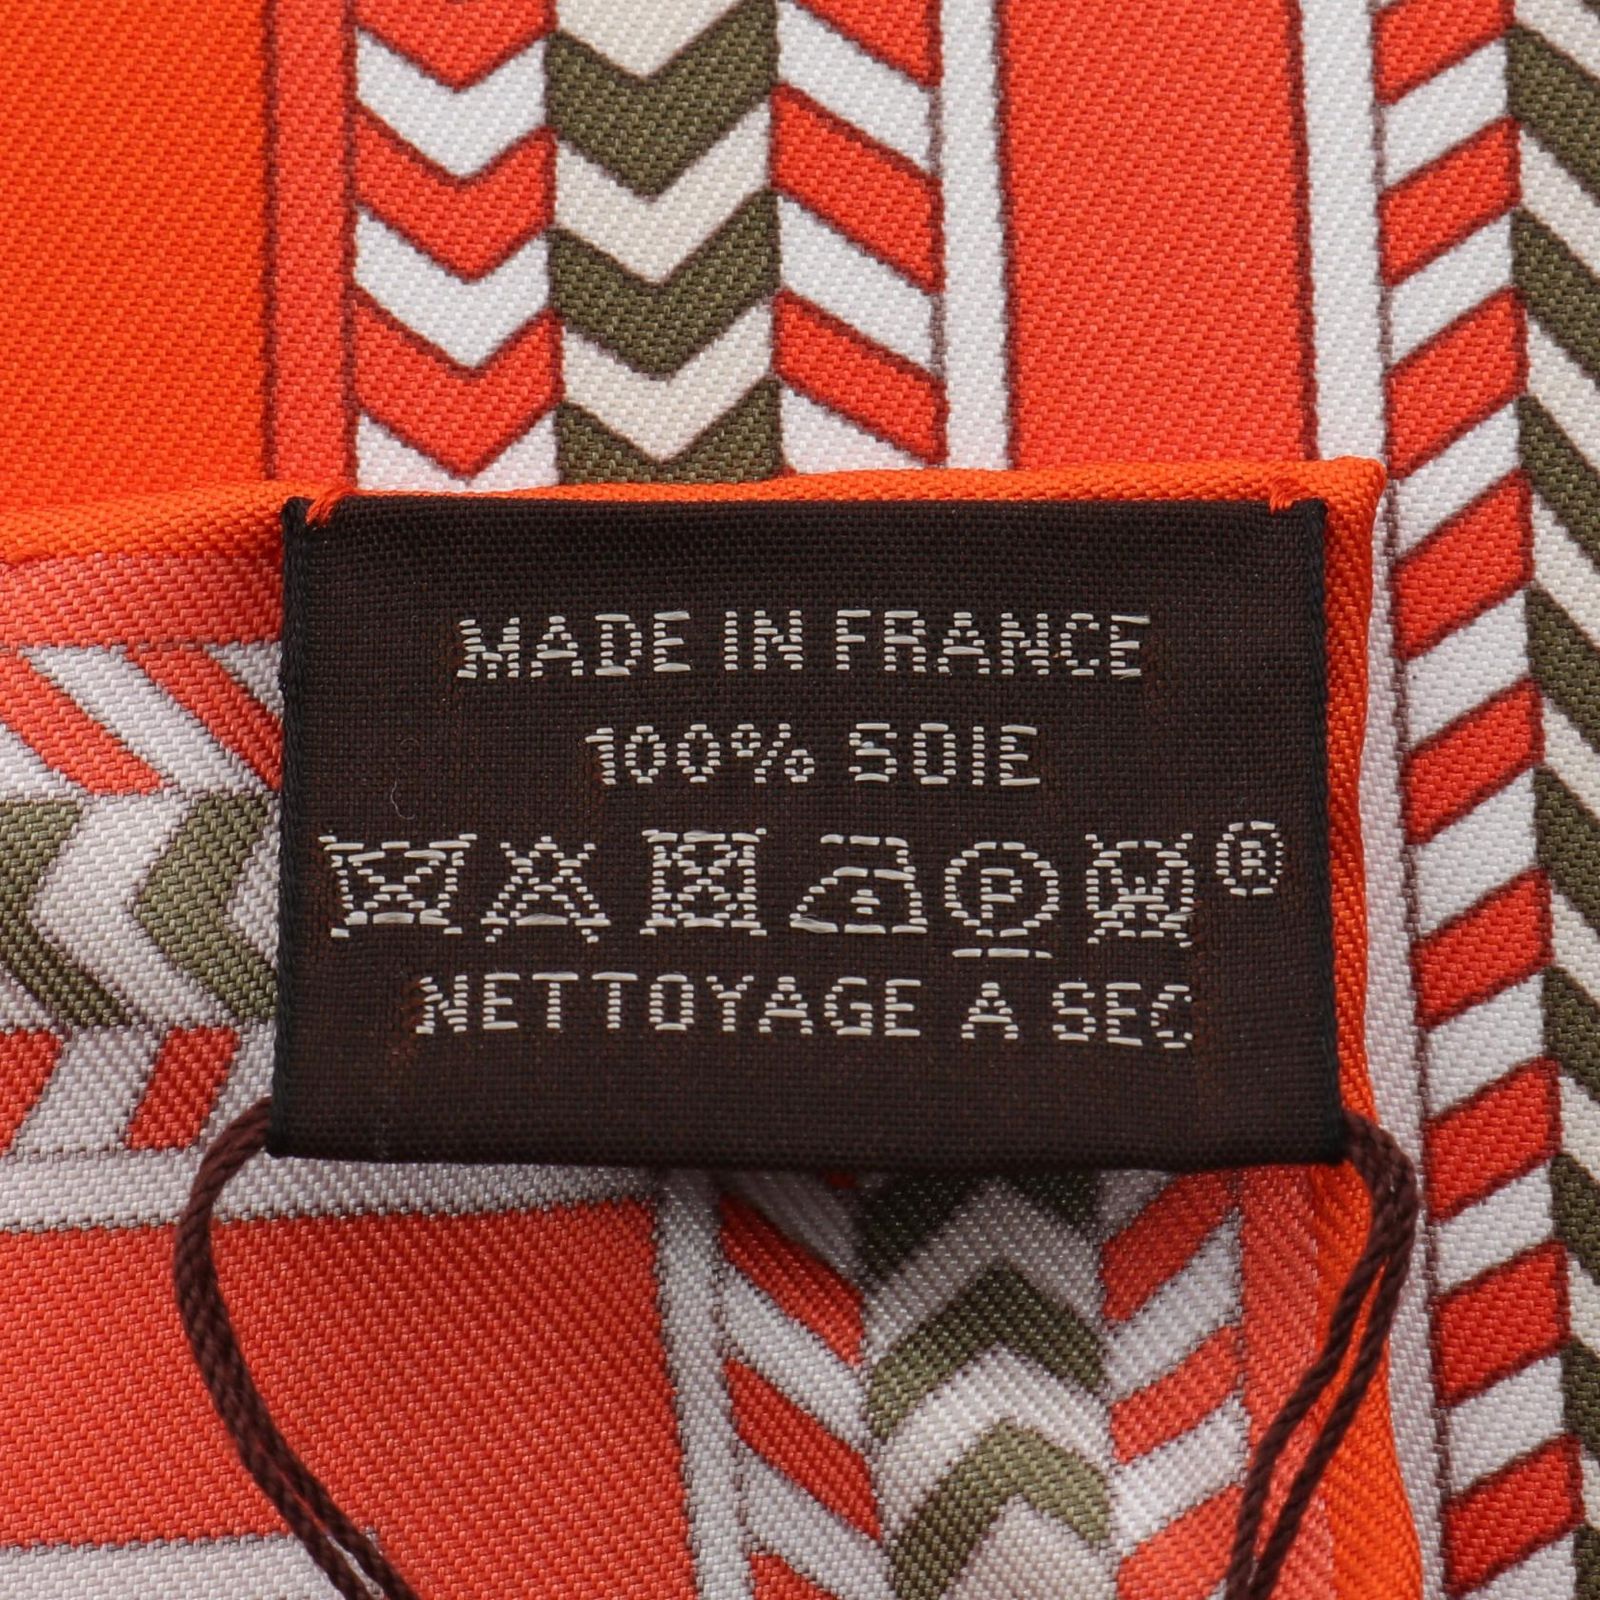 MADE IN FRANCE
100% SOIE
P W ®
NETTOYAGE A SEC